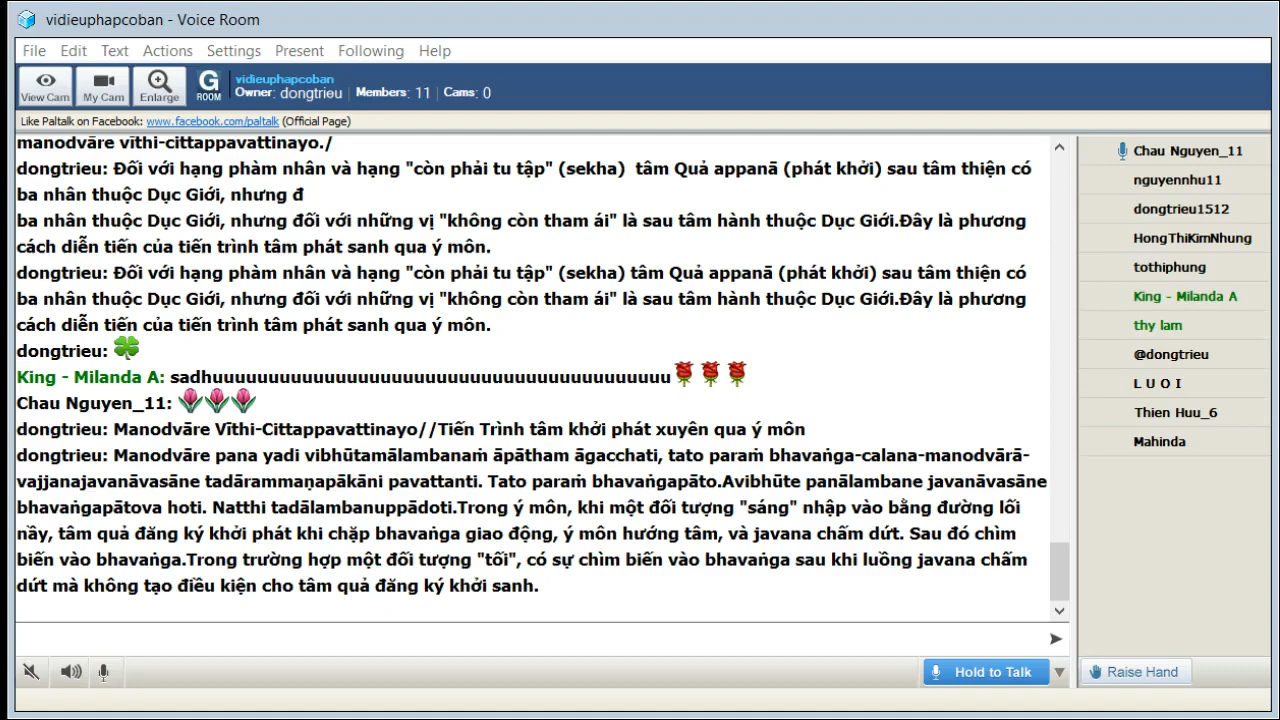 vidieuphapcoban - Voice Room
File Edit Text Actions Settings Present Following Help
View Cam My Cam Enlarge G ROOM
vidieuphapcoban
Owner: dongtrieu | Members: 11 | Cams: 0
Like Paltalk on Facebook: www.facebook.com/paltalk (Official Page)
manodvāre vīthi-cittappavattinayo./
dongtrieu: Đối với hạng phàm nhân và hạng "còn phải tu tập" (sekha)  tâm Quả appanā (phát khởi) sau tâm thiện có
ba nhân thuộc Dục Giới, nhưng đ
ba nhân thuộc Dục Giới, nhưng đối với những vị "không còn tham ái" là sau tâm hành thuộc Dục Giới.Đây là phương
cách diễn tiến của tiến trình tâm phát sanh qua ý môn.
dongtrieu: Đối với hạng phàm nhân và hạng "còn phải tu tập" (sekha) tâm Quả appanā (phát khởi) sau tâm thiện có
ba nhân thuộc Dục Giới, nhưng đối với những vị "không còn tham ái" là sau tâm hành thuộc Dục Giới.Đây là phương
cách diễn tiến của tiến trình tâm phát sanh qua ý môn.
dongtrieu:
King - Milanda A: sadhuuuuuuuuuuuuuuuuuuuuuuuuuuuuuuuuuuuuuuuuu
Chau Nguyen_11:
dongtrieu: Manodvāre Vīthi-Cittappavattinayo//Tiến Trình tâm khởi phát xuyên qua ý môn
dongtrieu: Manodvāre pana yadi vibhūtamālambanaṁ āpātham āgacchati, tato paraṁ bhavaṅga-calana-manodvārā-
vajjanajavanāvasāne tadārammaṇapākāni pavattanti. Tato paraṁ bhavaṅgapāto.Avibhūte panālambane javanāvasāne
bhavaṅgapātova hoti. Natthi tadālambanuppādoti.Trong ý môn, khi một đối tượng "sáng" nhập vào bằng đường lối
nầy, tâm quả đăng ký khởi phát khi chặp bhavaṅga giao động, ý môn hướng tâm, và javana chấm dứt. Sau đó chìm
biến vào bhavaṅga.Trong trường hợp một đối tượng "tối", có sự chìm biến vào bhavaṅga sau khi luồng javana chấm
dứt mà không tạo điều kiện cho tâm quả đăng ký khởi sanh.
Chau Nguyen_11
nguyennhu11
dongtrieu1512
HongThiKimNhung
tothiphung
King - Milanda A
thy lam
@dongtrieu
L U O I
Thien Huu_6
Mahinda
Hold to Talk
Raise Hand